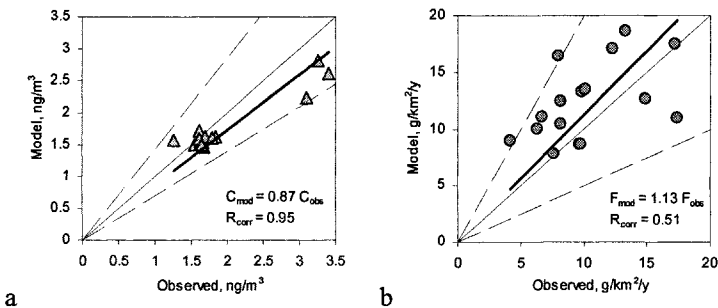 3.5
3
2.5
2
1.5
1
0.5
0
Model, ng/m³
0 0.5 1 1.5 2 2.5 3 3.5
Observed, ng/m³
C_mod = 0.87 C_obs
R_corr = 0.95
a
20
15
10
5
0
Model, g/km²/y
0 5 10 15 20
Observed, g/km²/y
F_mod = 1.13 F_obs
R_corr = 0.51
b